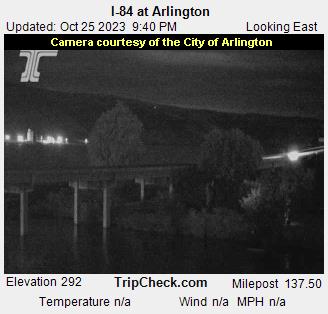 I-84 at Arlington
Updated: Oct 25 2023 9:40 PM Looking East
Camera courtesy of the City of Arlington
Elevation 292 TripCheck.com Milepost 137.50
Temperature n/a Wind n/a MPH n/a